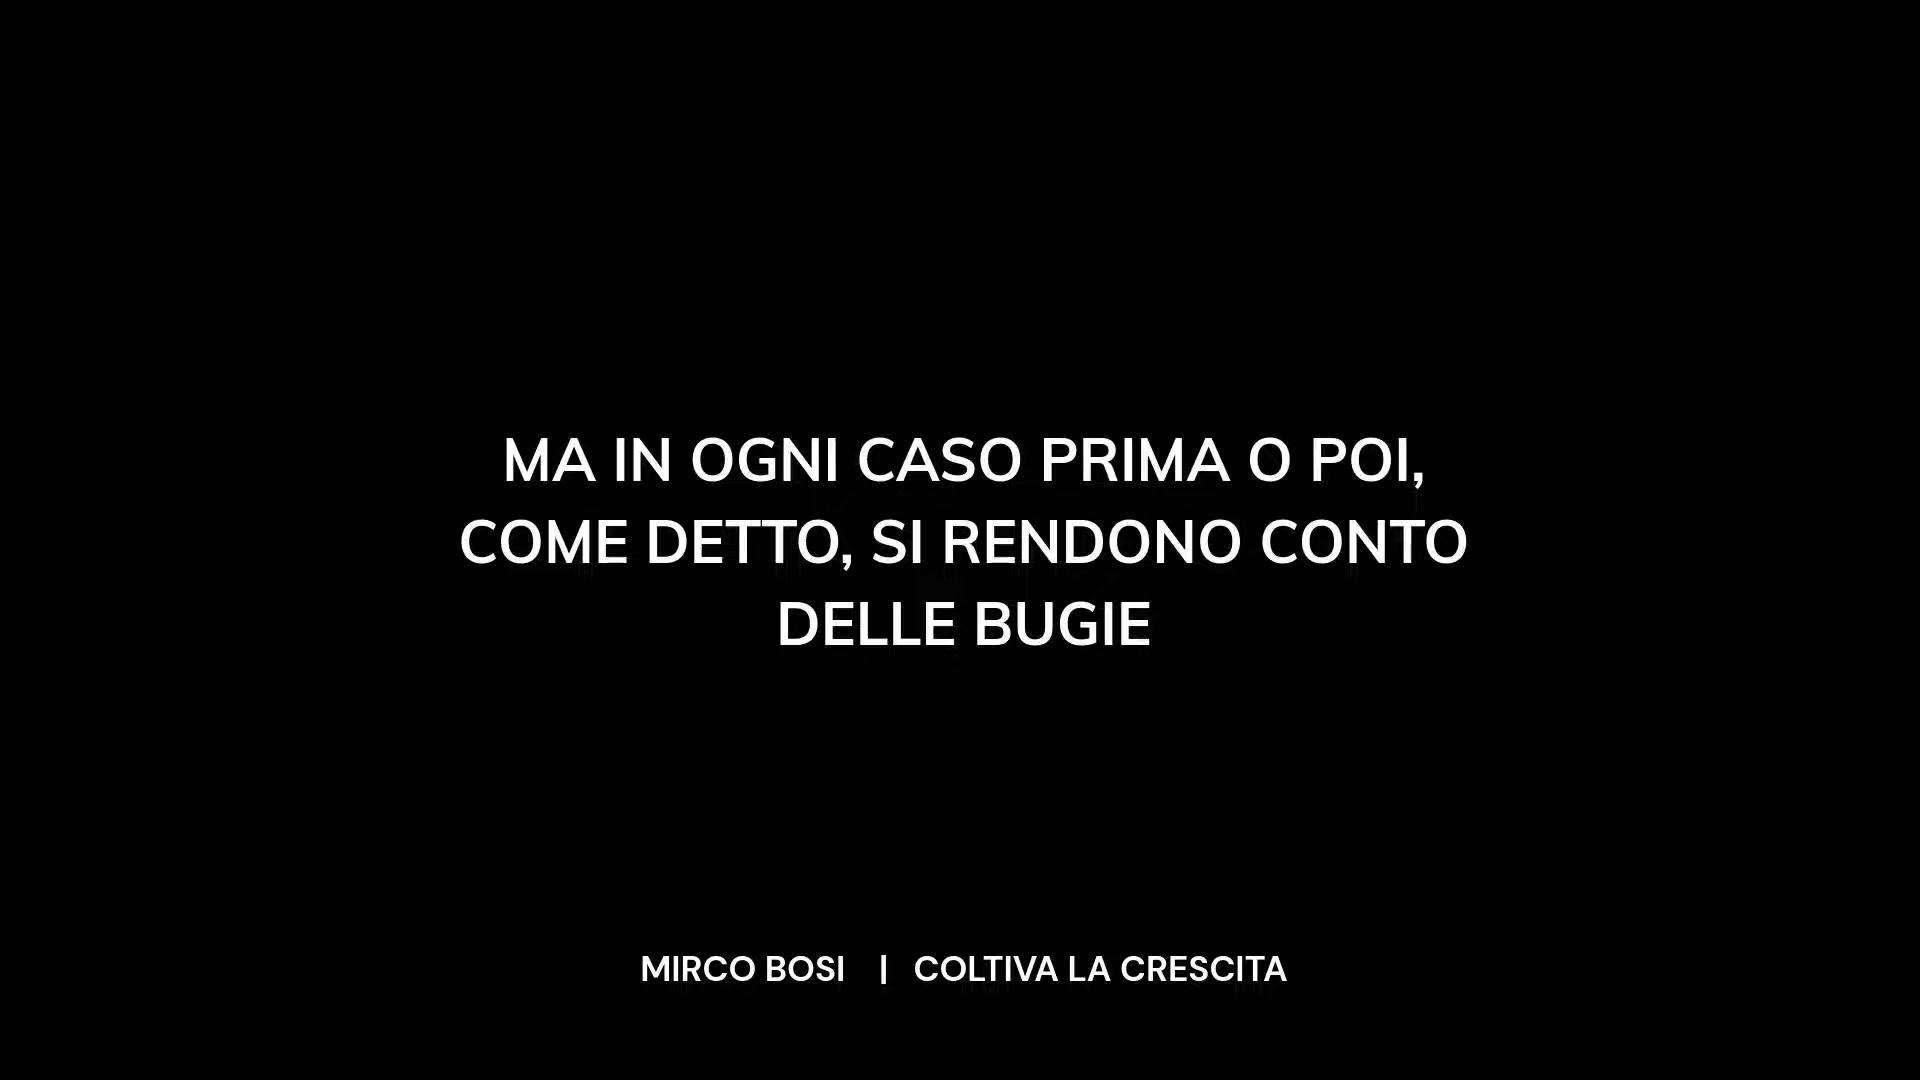 MA IN OGNI CASO PRIMA O POI,
COME DETTO, SI RENDONO CONTO
DELLE BUGIE
MIRCO BOSI | COLTIVA LA CRESCITA